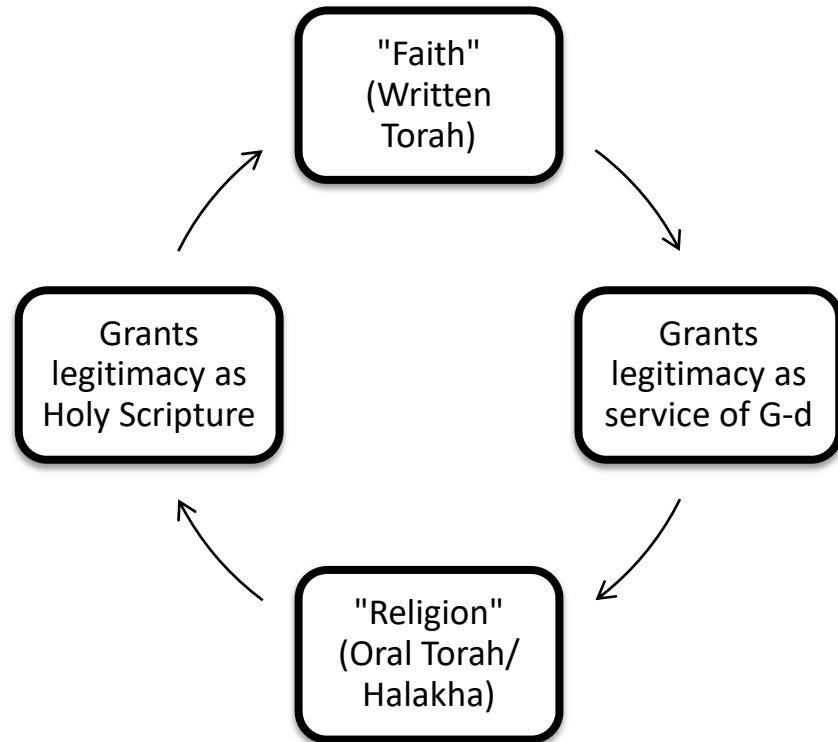 "Faith"
(Written
Torah)
Grants
legitimacy as
service of G-d
"Religion"
(Oral Torah/
Halakha)
Grants
legitimacy as
Holy Scripture